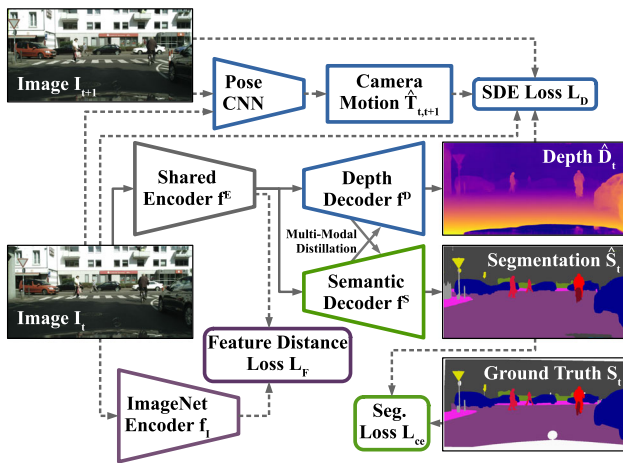 Image I_{t+1}
Pose
CNN
Camera
Motion T̂_{t,t+1}
SDE Loss L_D
Depth D̂_t
Shared
Encoder f^E
Depth
Decoder f^D
Multi-Modal
Distillation
Segmentation Ŝ_t
Image I_t
Semantic
Decoder f^S
Feature Distance
Loss L_F
Ground Truth S_t
ImageNet
Encoder f_I
Seg.
Loss L_{ce}